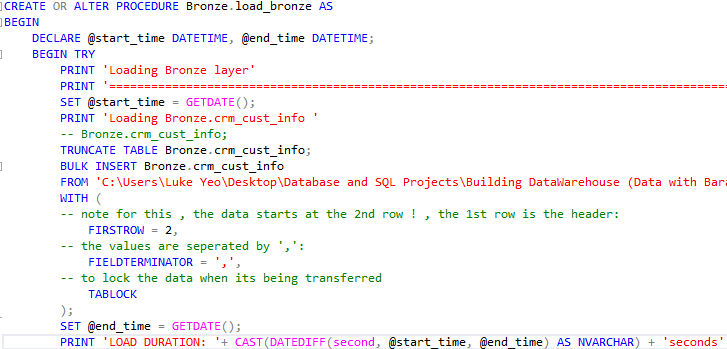 CREATE OR ALTER PROCEDURE Bronze.load_bronze AS
BEGIN
    DECLARE @start_time DATETIME, @end_time DATETIME;
    BEGIN TRY
        PRINT 'Loading Bronze layer'
        PRINT '==========================================================================================
        SET @start_time = GETDATE();
        PRINT 'Loading Bronze.crm_cust_info '
        -- Bronze.crm_cust_info;
        TRUNCATE TABLE Bronze.crm_cust_info;
        BULK INSERT Bronze.crm_cust_info
        FROM 'C:\Users\Luke Yeo\Desktop\Database and SQL Projects\Building DataWarehouse (Data with Bara
        WITH (
        -- note for this , the data starts at the 2nd row ! , the 1st row is the header:
            FIRSTROW = 2,
        -- the values are seperated by ',':
            FIELDTERMINATOR = ',',
        -- to lock the data when its being transferred
            TABLOCK
        );
        SET @end_time = GETDATE();
        PRINT 'LOAD DURATION: '+ CAST(DATEDIFF(second, @start_time, @end_time) AS NVARCHAR) + 'seconds'